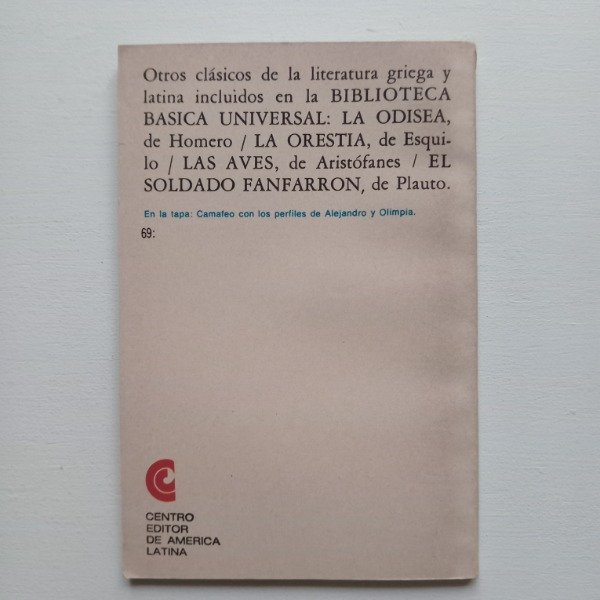 Otros clásicos de la literatura griega y
latina incluidos en la BIBLIOTECA
BASICA UNIVERSAL: LA ODISEA,
de Homero / LA ORESTIA, de Esqui-
lo / LAS AVES, de Aristófanes / EL
SOLDADO FANFARRON, de Plauto.
En la tapa: Camafeo con los perfiles de Alejandro y Olimpia.
69:
CENTRO
EDITOR
DE AMERICA
LATINA